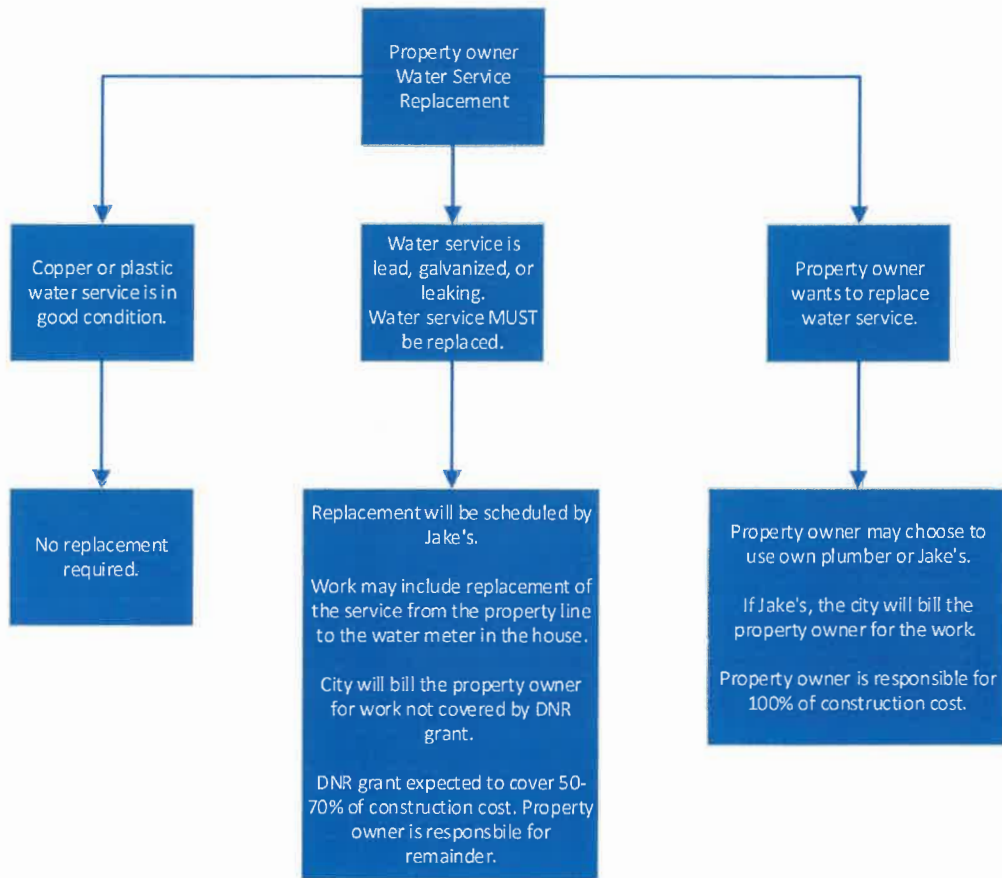 Property owner
Water Service
Replacement
Copper or plastic
water service is in
good condition.
Water service is
lead, galvanized, or
leaking.
Water service MUST
be replaced.
Property owner
wants to replace
water service.
No replacement
required.
Replacement will be scheduled by
Jake's.
Work may include replacement of
the service from the property line
to the water meter in the house.
City will bill the property owner
for work not covered by DNR
grant.
DNR grant expected to cover 50-
70% of construction cost. Property
owner is responsbile for
remainder.
Property owner may choose to
use own plumber or Jake's.
If Jake's, the city will bill the
property owner for the work.
Property owner is responsible for
100% of construction cost.